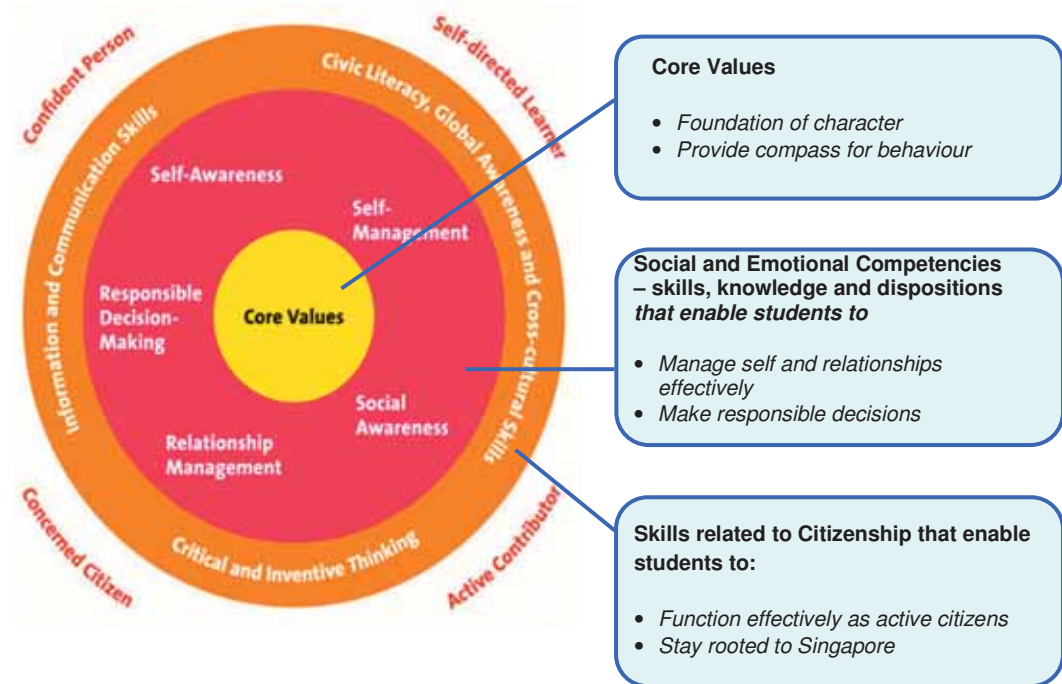 Confident Person
Self-directed Learner
Information and Communication Skills
Civic Literacy, Global Awareness and Cross-cultural Skills
Self-Awareness
Self-
Management
Responsible
Decision-
Making
Core Values
Social
Awareness
Relationship
Management
Critical and Inventive Thinking
Concerned Citizen
Active Contributor
Core Values
• Foundation of character
• Provide compass for behaviour
Social and Emotional Competencies
– skills, knowledge and dispositions
that enable students to
• Manage self and relationships
effectively
• Make responsible decisions
Skills related to Citizenship that enable
students to:
• Function effectively as active citizens
• Stay rooted to Singapore